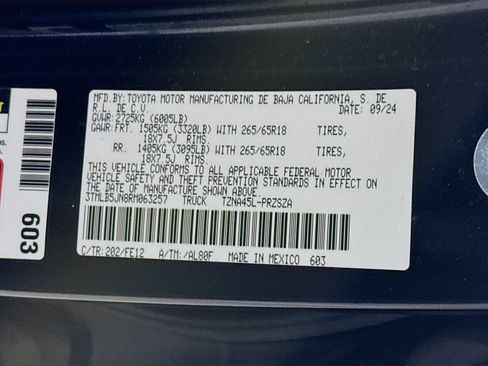 MFD.BY:TOYOTA MOTOR MANUFACTURING DE BAJA CALIFORNIA, S. DE
R.L. DE C.V. DATE: 09/24
GVWR: 2725KG (6005LB)
GAWR:FRT. 1505KG (3320LB) WITH 265/65R18 TIRES,
18X7.5J RIMS.
RR. 1405KG (3095LB) WITH 265/65R18 TIRES,
18X7.5J RIMS.
THIS VEHICLE CONFORMS TO ALL APPLICABLE FEDERAL MOTOR
VEHICLE SAFETY AND THEFT PREVENTION STANDARDS IN EFFECT ON
THE DATE OF MANUFACTURE SHOWN ABOVE.
3TMLB5JN8RM063257 TRUCK TZNA45L-PRZSZA
C/TR:202/FE12 A/TM:/AL80F MADE IN MEXICO 603
603